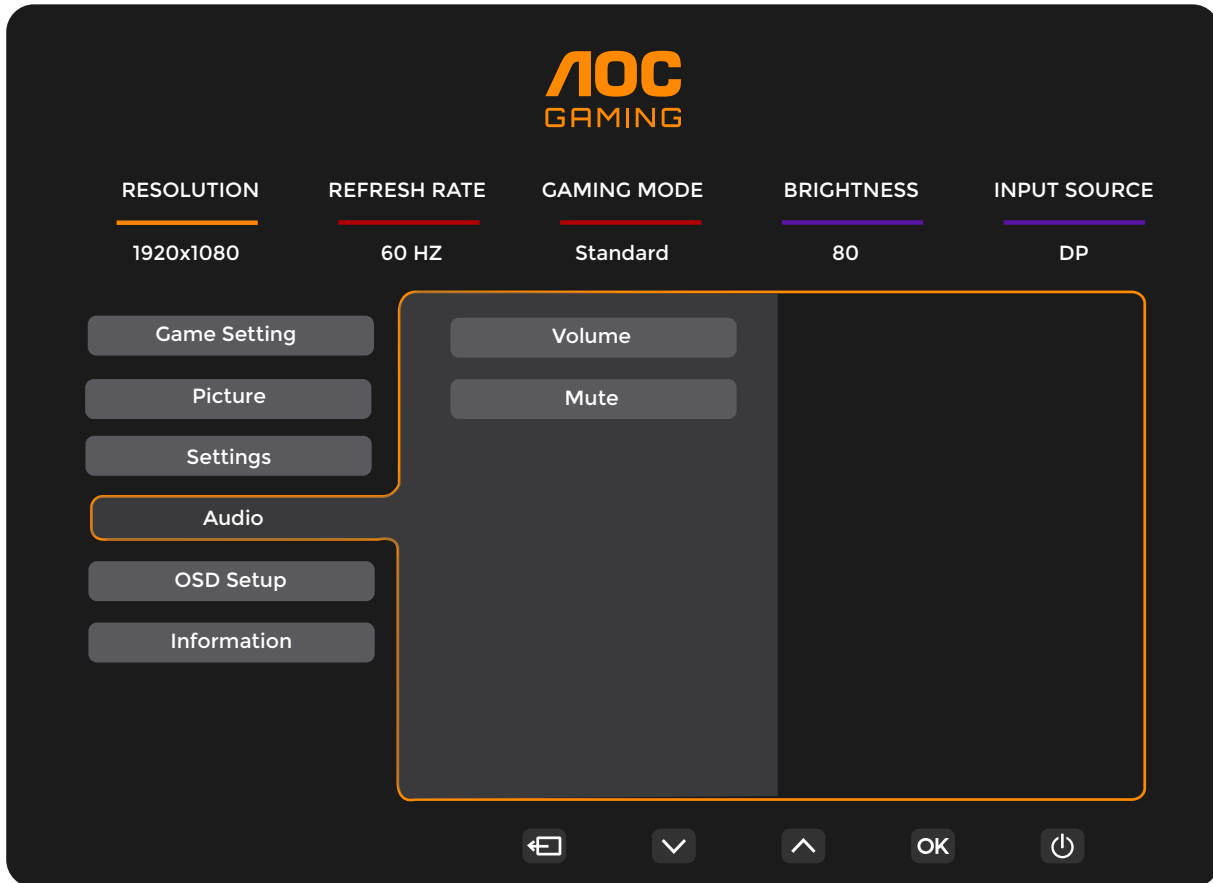 AOC
GAMING
RESOLUTION REFRESH RATE GAMING MODE BRIGHTNESS INPUT SOURCE
1920x1080 60 HZ Standard 80 DP
Game Setting Volume
Picture Mute
Settings
Audio
OSD Setup
Information
OK